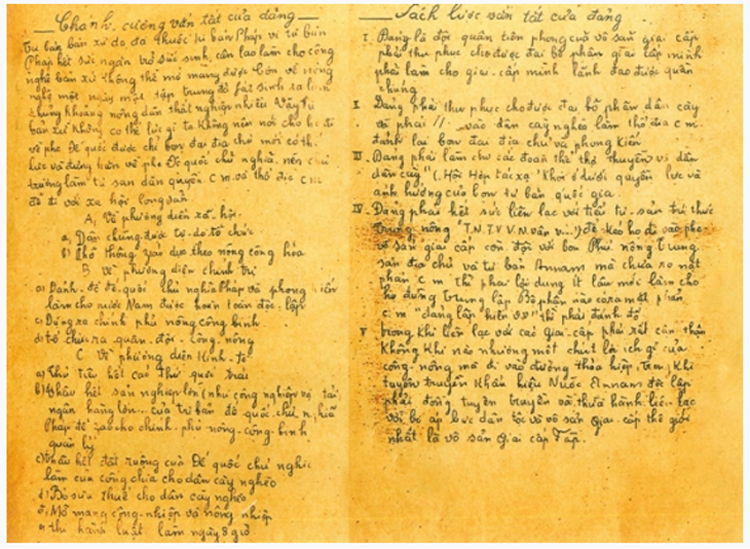 Chánh cương vắn tắt của đảng
Tư bản bản xứ đã thuộc tư bản Pháp, vì tư bản
Pháp hết sức ngăn trở sức sinh sản làm cho công
nghệ bản xứ không thể mở mang được. Còn về nông
nghệ một ngày một tập trung đã phát sinh ra lắm
khủng khoảng nông dân thất nghiệp nhiều. Vậy tư
bản xứ không có thế lực gì ta không nên nói cho họ đi
về phe đế quốc được chỉ bọn đại địa chủ mới có thế
lực và đứng hẳn về phe đế quốc chủ nghĩa, nên chủ
trương làm tư sản dân quyền c.m. và thổ địa c.m.
để đi tới xã hội cộng sản
A, Về phương diện xã hội
a, Dân chúng được tự do tổ chức
c) Phổ thông giáo dục theo nông công hóa
B về phương diện chính trị
a) Đánh đổ đế quốc chủ nghĩa Pháp và phong kiến
làm cho nước Nam được hoàn toàn độc lập
c) Dựng ra chính phủ nông công binh
d) tổ chức ra quân đội công nông
C Về phương diện kinh tế
a) Thủ tiêu hết các thứ quốc trái
b) thâu hết sản nghiệp lớn (như công nghiệp vận tải
ngân hàng lớn của tư bản đế quốc chủ nghĩa
Pháp để giao cho chính phủ nông công binh
quản lý
c) thâu hết đất ruộng của Đế quốc chủ nghĩa
làm của công chia cho dân cày nghèo
d) Bỏ sưu thuế cho dân cày nghèo
Mở mang công nghiệp và nông nghiệp
thi hành luật làm ngày 8 giờ
Sách lược vắn tắt của đảng
I. Đảng là đội quân tiên phong của vô sản giai cấp
phải thu phục cho được đại bộ phận giai cấp mình
phải làm cho giai cấp mình lãnh đạo được quần
chúng
II. Đảng phải thu phục cho được đại bộ phận dân cày
và phải // vào dân cày nghèo làm thổ địa c.m.
đánh lại bọn đại địa chủ và phong kiến
III. Đảng phải làm cho các đoàn thể thợ thuyền và dân
dân cày (Hội Hợp tác xã) khỏi ở dưới quyền lực và
ảnh hưởng của bọn tư bản quốc gia.
IV. Đảng phải hết sức liên lạc với tiểu tư sản trí thức
trung nông T.N. T.V V.N. để kéo họ đi vào phe
vô sản giai cấp còn đối với bọn Phú nông trung
sản địa chủ và tư bản Annam mà chưa rõ mặt
phản c m thì phải lợi dụng ít lâu mới làm cho
họ đứng trung lập Bộ phận nào đã ra mặt phản
c.m "đảng lập hiến v.v" thì phải đánh đổ
V trong khi liên lạc với các giai cấp phải rất cẩn thận
Không khi nào nhường một chút lợi ích gì của
công nông mà đi vào đường thỏa hiệp, Khi
tuyên truyền khẩu hiệu Nước Annam độc lập
phải đồng tuyên truyền và thực hành liên lạc
với bị áp bức dân tộc và vô sản giai cấp thế giới
nhất là vô sản Giai cấp Pháp.